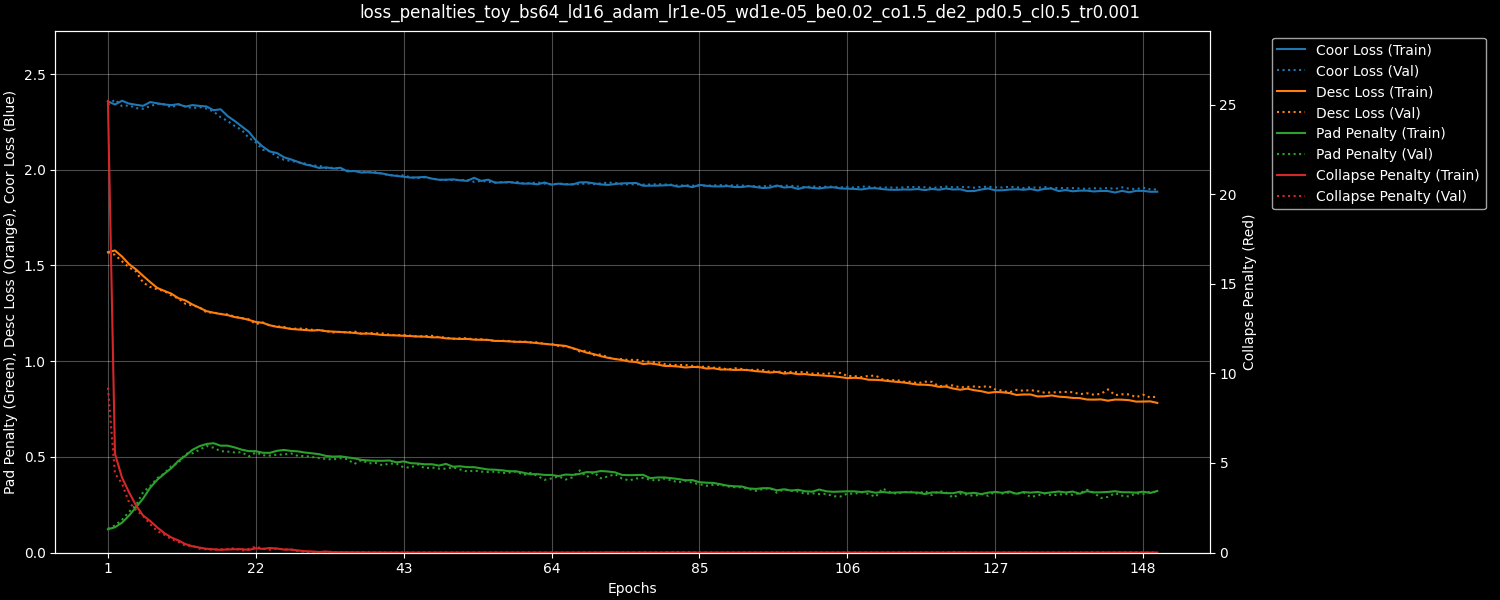 loss_penalties_toy_bs64_ld16_adam_lr1e-05_wd1e-05_be0.02_co1.5_de2_pd0.5_cl0.5_tr0.001
Pad Penalty (Green), Desc Loss (Orange), Coor Loss (Blue)
2.5
2.0
1.5
1.0
0.5
0.0
1
22
43
64
85
106
127
148
Epochs
25
20
15
10
5
0
Collapse Penalty (Red)
Coor Loss (Train)
Coor Loss (Val)
Desc Loss (Train)
Desc Loss (Val)
Pad Penalty (Train)
Pad Penalty (Val)
Collapse Penalty (Train)
Collapse Penalty (Val)